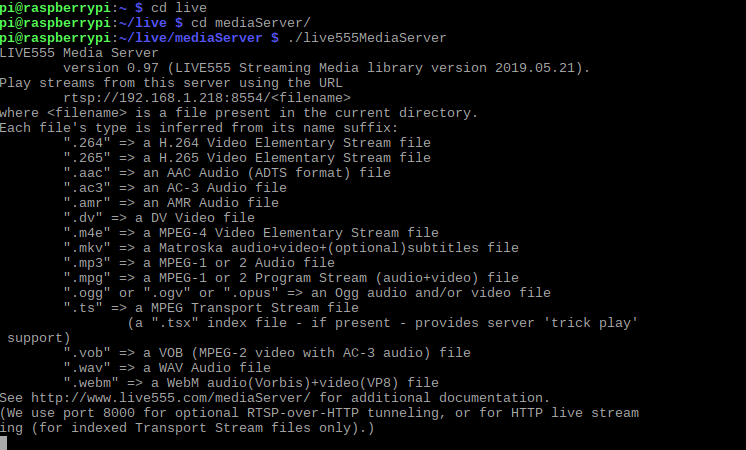 pi@raspberrypi:~ $ cd live
pi@raspberrypi:~/live $ cd mediaServer/
pi@raspberrypi:~/live/mediaServer $ ./live555MediaServer
LIVE555 Media Server
        version 0.97 (LIVE555 Streaming Media library version 2019.05.21).
Play streams from this server using the URL
        rtsp://192.168.1.218:8554/<filename>
where <filename> is a file present in the current directory.
Each file's type is inferred from its name suffix:
        ".264" => a H.264 Video Elementary Stream file
        ".265" => a H.265 Video Elementary Stream file
        ".aac" => an AAC Audio (ADTS format) file
        ".ac3" => an AC-3 Audio file
        ".amr" => an AMR Audio file
        ".dv" => a DV Video file
        ".m4e" => a MPEG-4 Video Elementary Stream file
        ".mkv" => a Matroska audio+video+(optional)subtitles file
        ".mp3" => a MPEG-1 or 2 Audio file
        ".mpg" => a MPEG-1 or 2 Program Stream (audio+video) file
        ".ogg" or ".ogv" or ".opus" => an Ogg audio and/or video file
        ".ts" => a MPEG Transport Stream file
                (a ".tsx" index file - if present - provides server 'trick play'
 support)
        ".vob" => a VOB (MPEG-2 video with AC-3 audio) file
        ".wav" => a WAV Audio file
        ".webm" => a WebM audio(Vorbis)+video(VP8) file
See http://www.live555.com/mediaServer/ for additional documentation.
(We use port 8000 for optional RTSP-over-HTTP tunneling, or for HTTP live stream
ing (for indexed Transport Stream files only).)